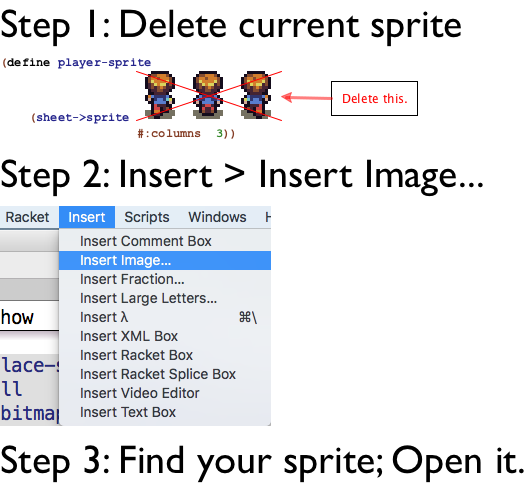 Step 1: Delete current sprite
(define player-sprite
Delete this.
(sheet->sprite
#:columns 3))
Step 2: Insert > Insert Image...
Racket Insert Scripts Windows H
Insert Comment Box
Insert Image...
Insert Fraction...
Insert Large Letters...
how
Insert λ ⌘\
Insert XML Box
lace-s
Insert Racket Box
Insert Racket Splice Box
ll
Insert Video Editor
bitmap
Insert Text Box
Step 3: Find your sprite; Open it.